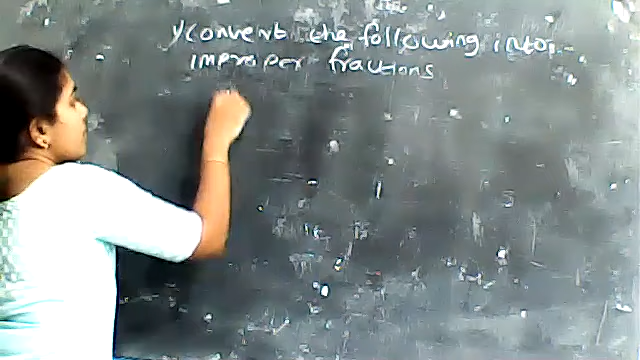 1) Convert the following into,
improper fractions